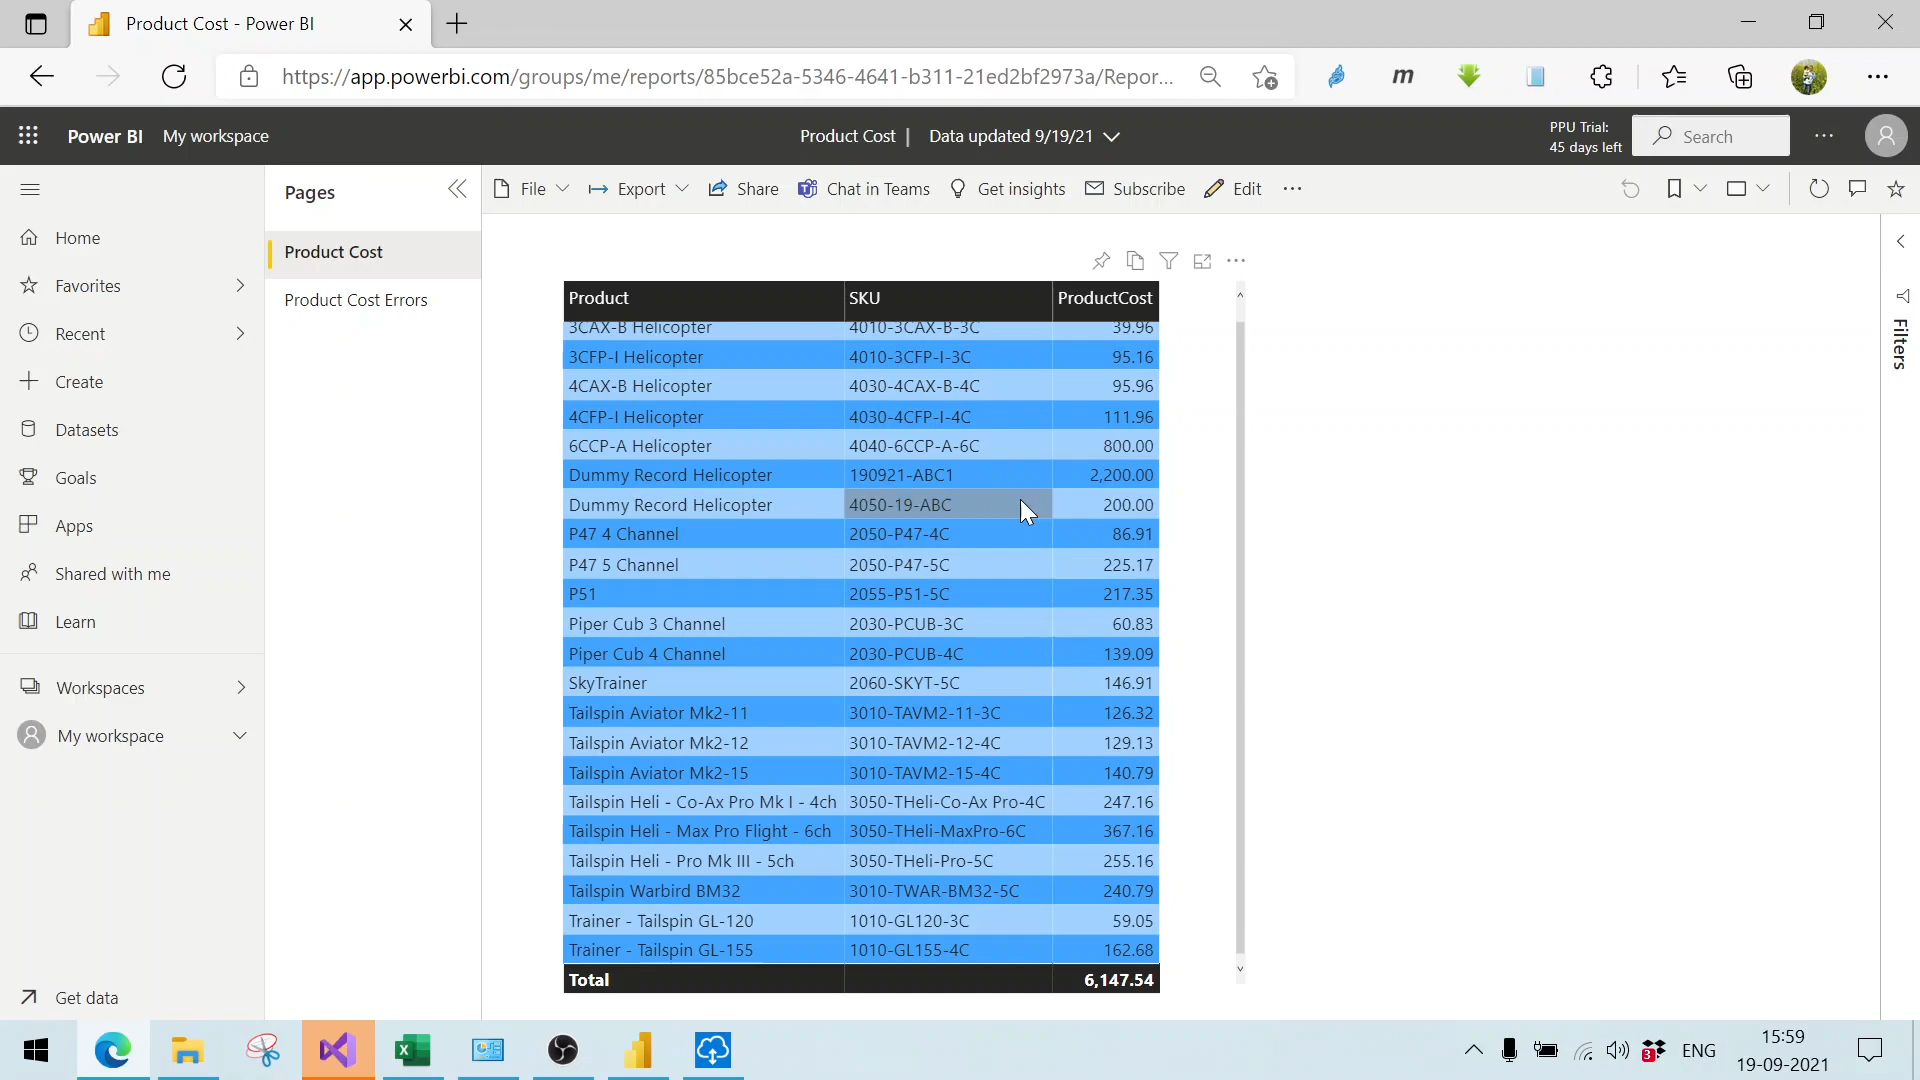 Product Cost - Power BI
https://app.powerbi.com/groups/me/reports/85bce52a-5346-4641-b311-21ed2bf2973a/Repor...
m
Power BI My workspace
Product Cost | Data updated 9/19/21
PPU Trial:
45 days left
Search
File Export Share Chat in Teams Get insights Subscribe Edit
Home
Favorites
Recent
Create
Datasets
Goals
Apps
Shared with me
Learn
Workspaces
My workspace
Get data
Pages
Product Cost
Product Cost Errors
Product SKU ProductCost
3CAX-B Helicopter 4010-3CAX-B-3C 39.96
3CFP-I Helicopter 4010-3CFP-I-3C 95.16
4CAX-B Helicopter 4030-4CAX-B-4C 95.96
4CFP-I Helicopter 4030-4CFP-I-4C 111.96
6CCP-A Helicopter 4040-6CCP-A-6C 800.00
Dummy Record Helicopter 190921-ABC1 2,200.00
Dummy Record Helicopter 4050-19-ABC 200.00
P47 4 Channel 2050-P47-4C 86.91
P47 5 Channel 2050-P47-5C 225.17
P51 2055-P51-5C 217.35
Piper Cub 3 Channel 2030-PCUB-3C 60.83
Piper Cub 4 Channel 2030-PCUB-4C 139.09
SkyTrainer 2060-SKYT-5C 146.91
Tailspin Aviator Mk2-11 3010-TAVM2-11-3C 126.32
Tailspin Aviator Mk2-12 3010-TAVM2-12-4C 129.13
Tailspin Aviator Mk2-15 3010-TAVM2-15-4C 140.79
Tailspin Heli - Co-Ax Pro Mk I - 4ch 3050-THeli-Co-Ax Pro-4C 247.16
Tailspin Heli - Max Pro Flight - 6ch 3050-THeli-MaxPro-6C 367.16
Tailspin Heli - Pro Mk III - 5ch 3050-THeli-Pro-5C 255.16
Tailspin Warbird BM32 3010-TWAR-BM32-5C 240.79
Trainer - Tailspin GL-120 1010-GL120-3C 59.05
Trainer - Tailspin GL-155 1010-GL155-4C 162.68
Total 6,147.54
Filters
3
ENG
15:59
19-09-2021